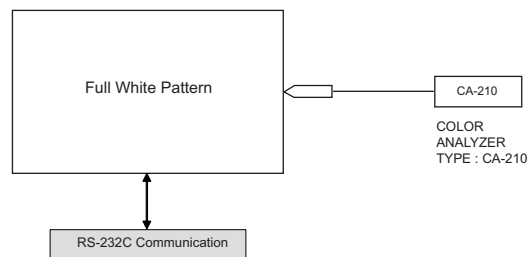 Full White Pattern
CA-210
COLOR
ANALYZER
TYPE : CA-210
RS-232C Communication